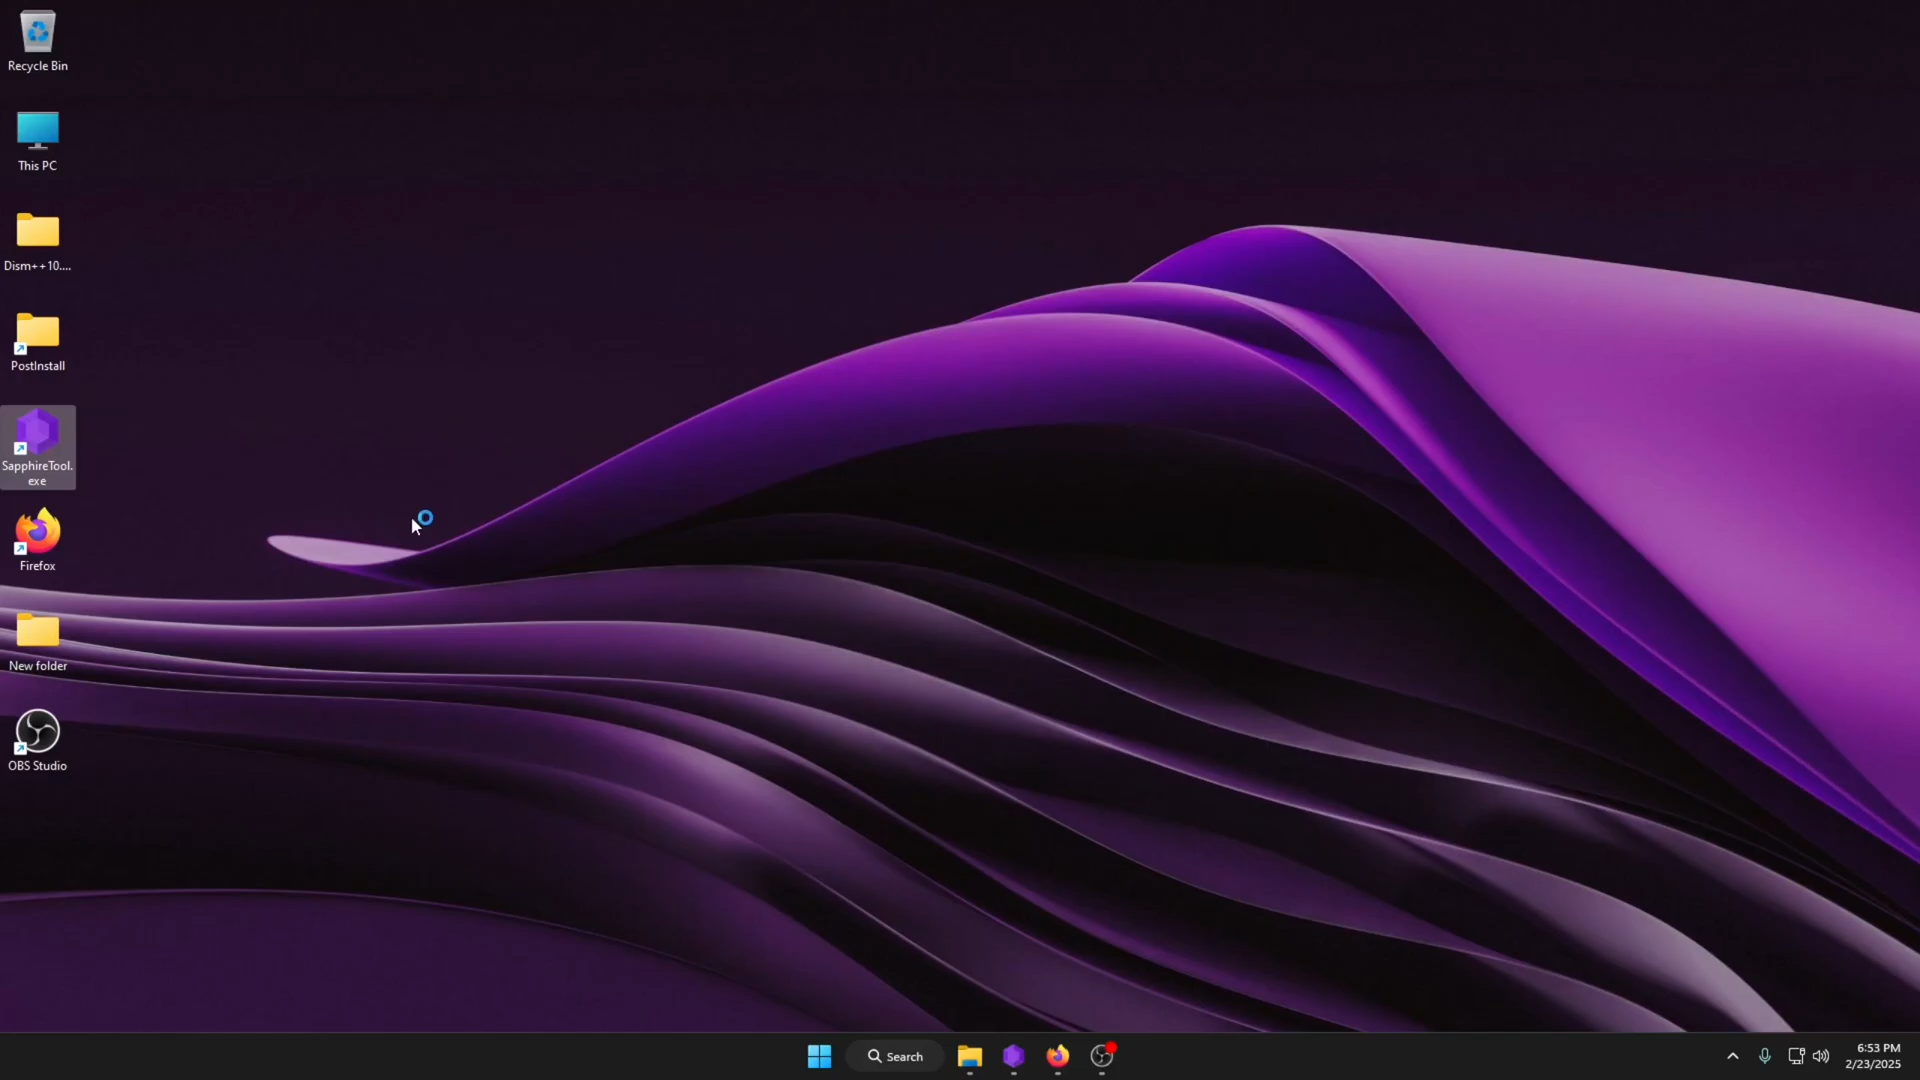 Recycle Bin
This PC
Dism++10....
PostInstall
SapphireTool.
exe
Firefox
New folder
OBS Studio
Search
6:53 PM
2/23/2025